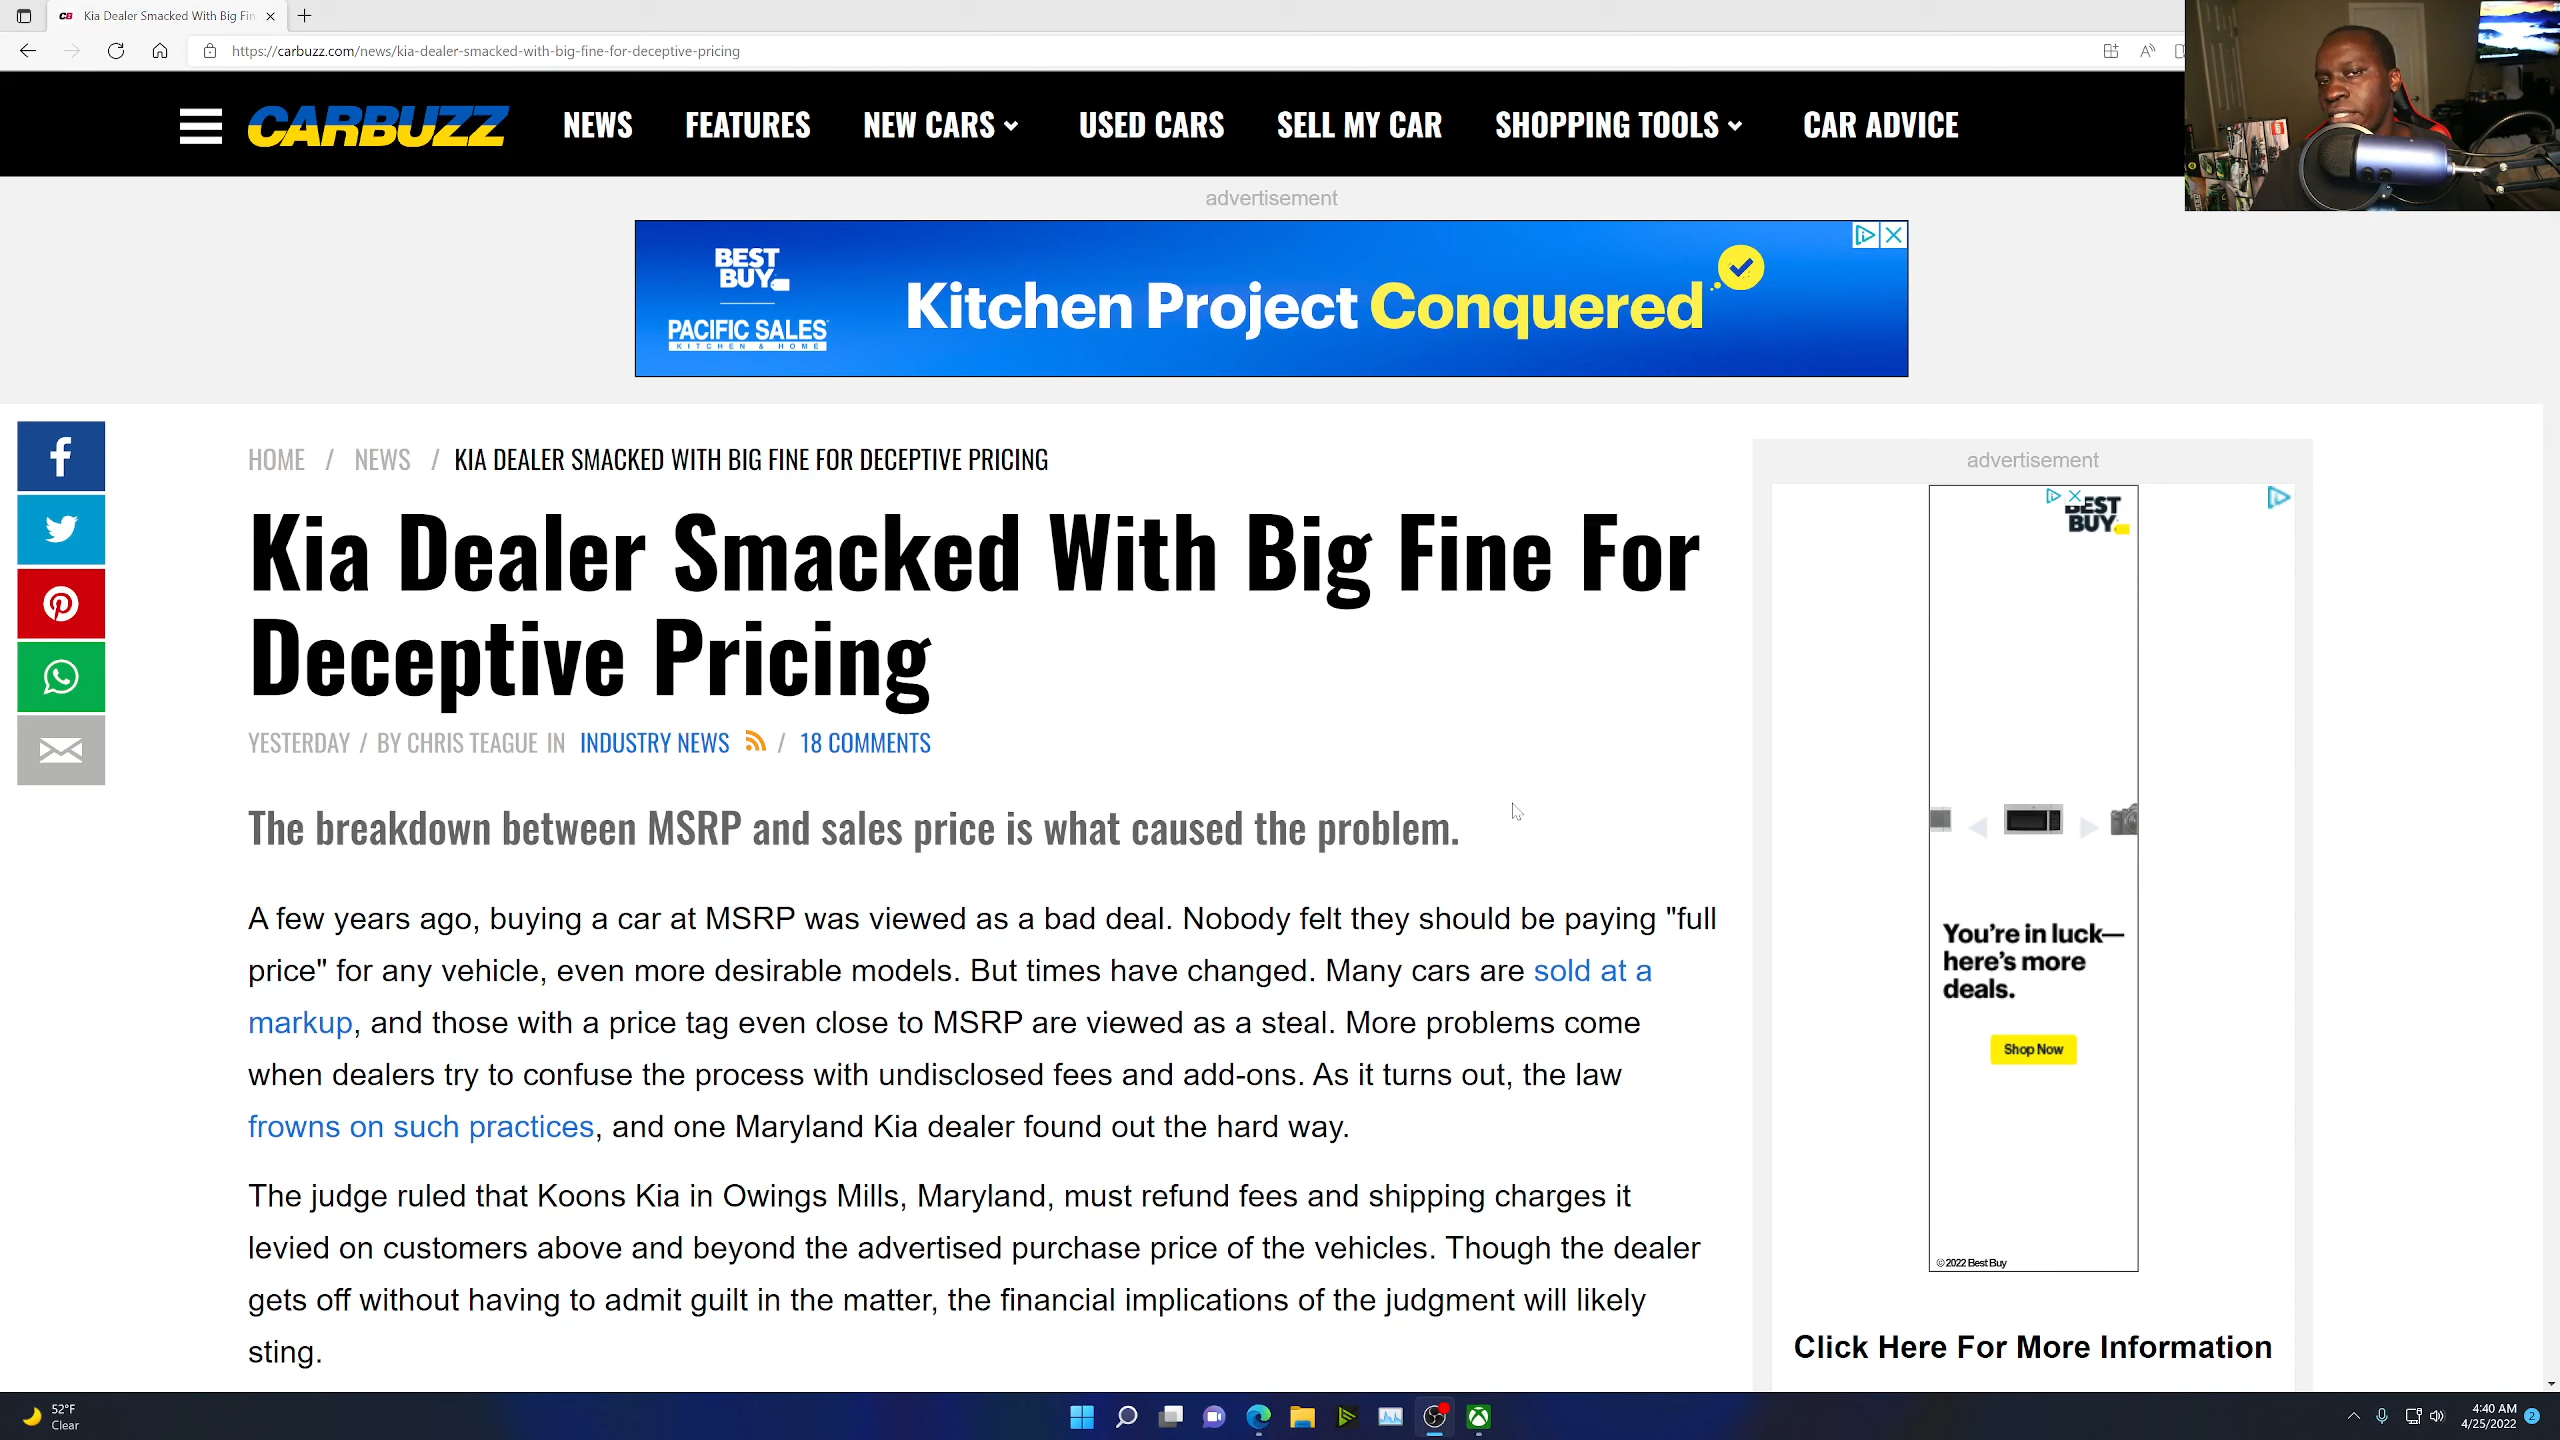 Kia Dealer Smacked With Big Fin
https://carbuzz.com/news/kia-dealer-smacked-with-big-fine-for-deceptive-pricing
CARBUZZ
NEWS
FEATURES
NEW CARS
USED CARS
SELL MY CAR
SHOPPING TOOLS
CAR ADVICE
advertisement
BEST
BUY
PACIFIC SALES
KITCHEN & HOME
Kitchen Project Conquered
HOME / NEWS / KIA DEALER SMACKED WITH BIG FINE FOR DECEPTIVE PRICING
Kia Dealer Smacked With Big Fine For
Deceptive Pricing
YESTERDAY / BY CHRIS TEAGUE IN INDUSTRY NEWS / 18 COMMENTS
The breakdown between MSRP and sales price is what caused the problem.
A few years ago, buying a car at MSRP was viewed as a bad deal. Nobody felt they should be paying "full
price" for any vehicle, even more desirable models. But times have changed. Many cars are sold at a
markup, and those with a price tag even close to MSRP are viewed as a steal. More problems come
when dealers try to confuse the process with undisclosed fees and add-ons. As it turns out, the law
frowns on such practices, and one Maryland Kia dealer found out the hard way.
The judge ruled that Koons Kia in Owings Mills, Maryland, must refund fees and shipping charges it
levied on customers above and beyond the advertised purchase price of the vehicles. Though the dealer
gets off without having to admit guilt in the matter, the financial implications of the judgment will likely
sting.
advertisement
BEST
BUY
You're in luck—
here's more
deals.
Shop Now
©2022 Best Buy
Click Here For More Information
52°F
Clear
4:40 AM
4/25/2022
2